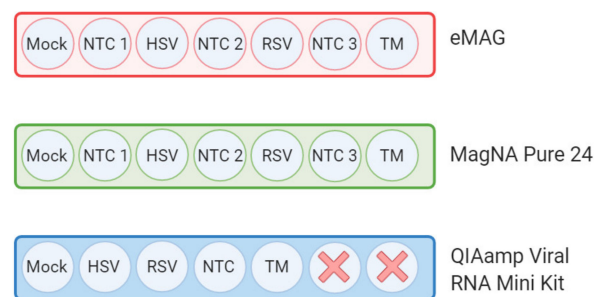 Mock NTC 1 HSV NTC 2 RSV NTC 3 TM eMAG
Mock NTC 1 HSV NTC 2 RSV NTC 3 TM MagNA Pure 24
Mock HSV RSV NTC TM QIAamp Viral
RNA Mini Kit